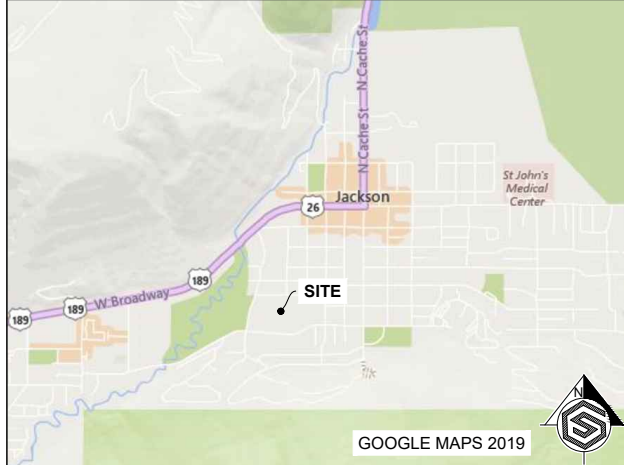 N Cache St
N Cache St
St John's
Medical
Center
Jackson
26
189
SITE
W Broadway
189
189
N
GOOGLE MAPS 2019